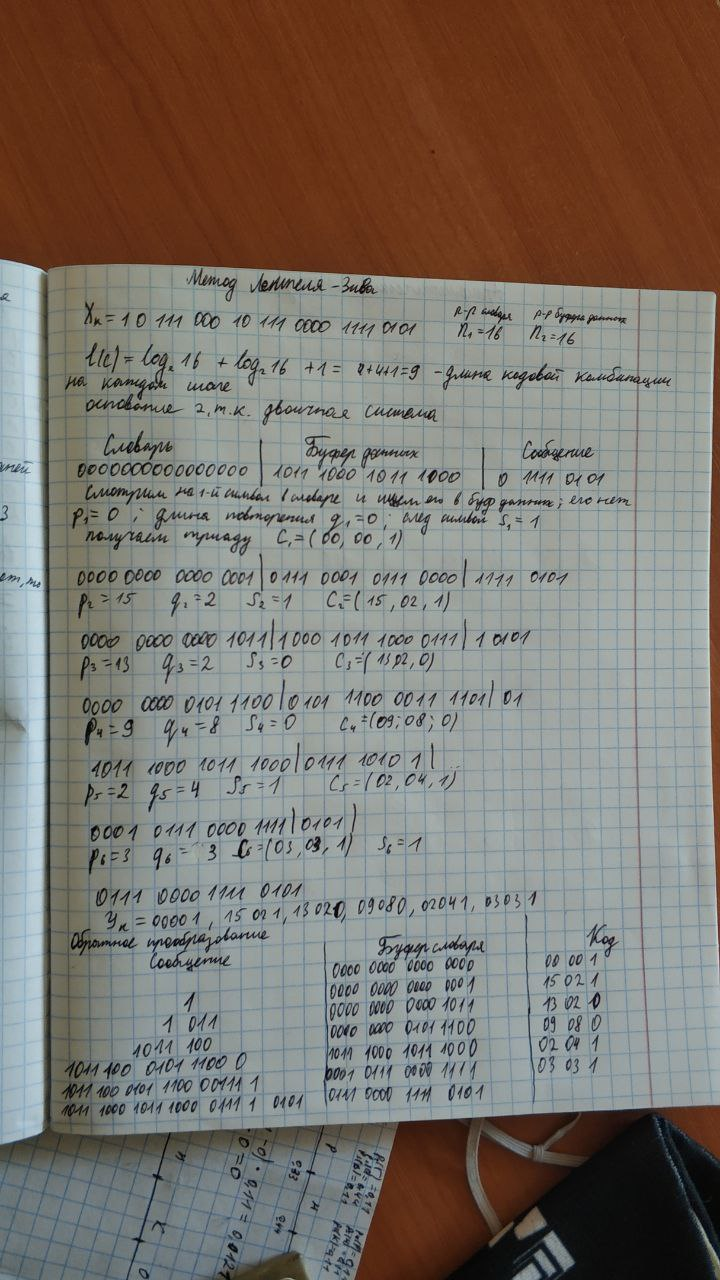 Метод Лемпеля-Зива
Xк = 10 111 000 10 111 0000 1111 0101
р-р словаря р-р буфера данных
n₁=16 n₂=16
l(c) = log₂16 + log₂16 + 1 = 4+4+1=9 - длина кодовой комбинации
на каждом шаге
основание 2, т.к. двоичная система
Словарь | Буфер данных | Сообщение
0000000000000000 | 1011 1000 1011 1000 | 0 1111 0101
Смотрим на 1-й символ в словаре и ищем его в буф данных; его нет
p₁=0 ; длина повторения q₁=0 ; след символ S₁=1
получаем триаду C₁=(00, 00, 1)
0000 0000 0000 0001 | 0111 0001 0111 0000 | 1111 0101
p₂=15 q₂=2 S₂=1 C₂=(15, 02, 1)
0000 0000 0000 1011 | 1000 1011 1000 0111 | 1 0101
p₃=13 q₃=2 S₃=0 C₃=(13,02, 0)
0000 0000 0101 1100 | 0101 1100 0011 1101 | 01
p₄=9 q₄=8 S₄=0 C₄=(09; 08; 0)
1011 1000 1011 1000 | 0111 1010 1 |
p₅=2 q₅=4 S₅=1 C₅=(02, 04, 1)
0001 0111 0000 1111 | 0101 |
p₆=3 q₆=3 C₆=(03, 03, 1) S₆=1
0111 0000 1111 0101
Yк = 00001, 15021, 13020, 09080, 02041, 03031
Обратное преобразование
Сообщение | Буфер словаря | Код
0000 0000 0000 0000 | 00 00 1
1 | 0000 0000 0000 0001 | 15 02 1
1 011 | 0000 0000 0000 1011 | 13 02 0
1011 100 | 0000 0000 0101 1100 | 09 08 0
1011 100 0101 1100 0 | 1011 1000 1011 1000 | 02 04 1
1011 100 0101 1100 00111 1 | 0001 0111 0000 1111 | 03 03 1
1011 1000 1011 1000 0111 1 0101 | 0111 0000 1111 0101